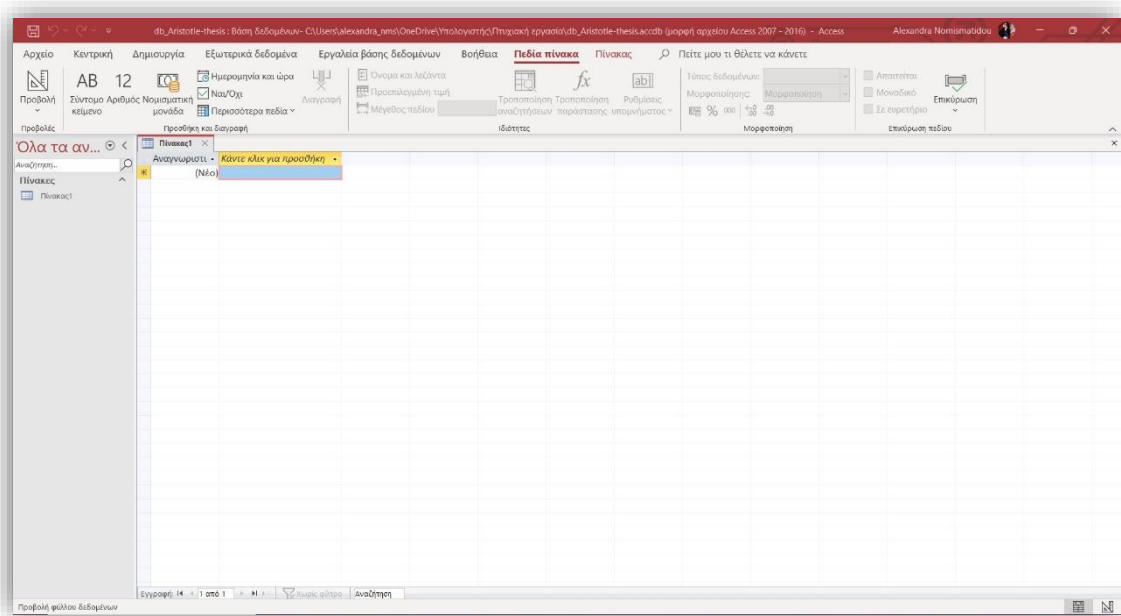 db_Aristotle-thesis : Βάση δεδομένων- C:\Users\alexandra_nms\OneDrive\Υπολογιστής\Πτυχιακή εργασία\db_Aristotle-thesis.accdb (μορφή αρχείου Access 2007 - 2016) - Access Alexandra Nomismatidou
Αρχείο Κεντρική Δημιουργία Εξωτερικά δεδομένα Εργαλεία βάσης δεδομένων Βοήθεια Πεδία πίνακα Πίνακας Πείτε μου τι θέλετε να κάνετε
Προβολή
AB 12
Σύντομο Αριθμός Νομισματική
κείμενο μονάδα
Ημερομηνία και ώρα
Ναι/Όχι
Περισσότερα πεδία
Διαγραφή
Όνομα και λεζάντα
Προεπιλεγμένη τιμή
Μέγεθος πεδίου
fx ab
Τροποποίηση Τροποποίηση Ρυθμίσεις
αναζητήσεων παράστασης υπομνήματος
Τύπος δεδομένων:
Μορφοποίηση: Μορφοποίηση
% 000
Απαιτείται
Μοναδικό
Σε ευρετήριο
Επικύρωση
Προβολές Προσθήκη και διαγραφή Ιδιότητες Μορφοποίηση Επικύρωση πεδίου
Όλα τα αν...
Αναζήτηση...
Πίνακες
Πίνακας1
Πίνακας1
Αναγνωριστι Κάντε κλικ για προσθήκη
(Νέο)
Εγγραφή: 1 από 1 Χωρίς φίλτρο Αναζήτηση
Προβολή φύλλου δεδομένων